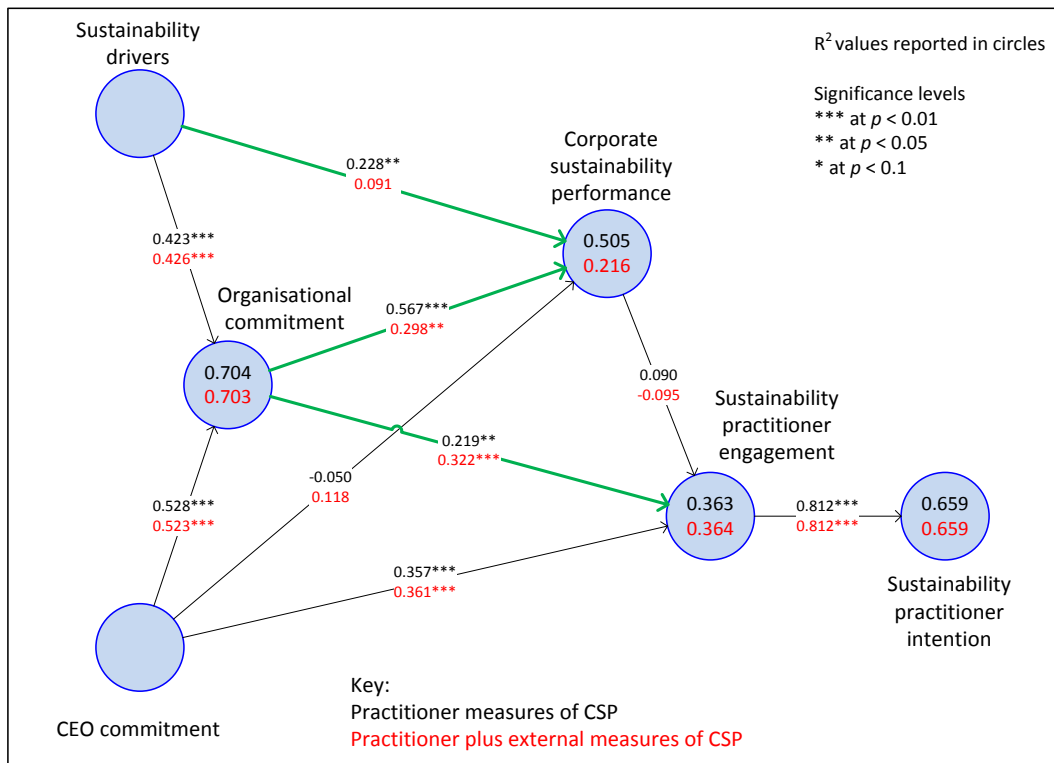 Sustainability
drivers
R² values reported in circles
Significance levels
*** at p < 0.01
** at p < 0.05
* at p < 0.1
Corporate
sustainability
performance
0.228**
0.091
0.505
0.216
0.423***
0.426***
Organisational
commitment
0.567***
0.298**
0.704
0.703
0.090
-0.095
Sustainability
practitioner
engagement
0.219**
0.322***
-0.050
0.118
0.528***
0.523***
0.363
0.364
0.812***
0.812***
0.659
0.659
0.357***
0.361***
Sustainability
practitioner
intention
CEO commitment
Key:
Practitioner measures of CSP
Practitioner plus external measures of CSP